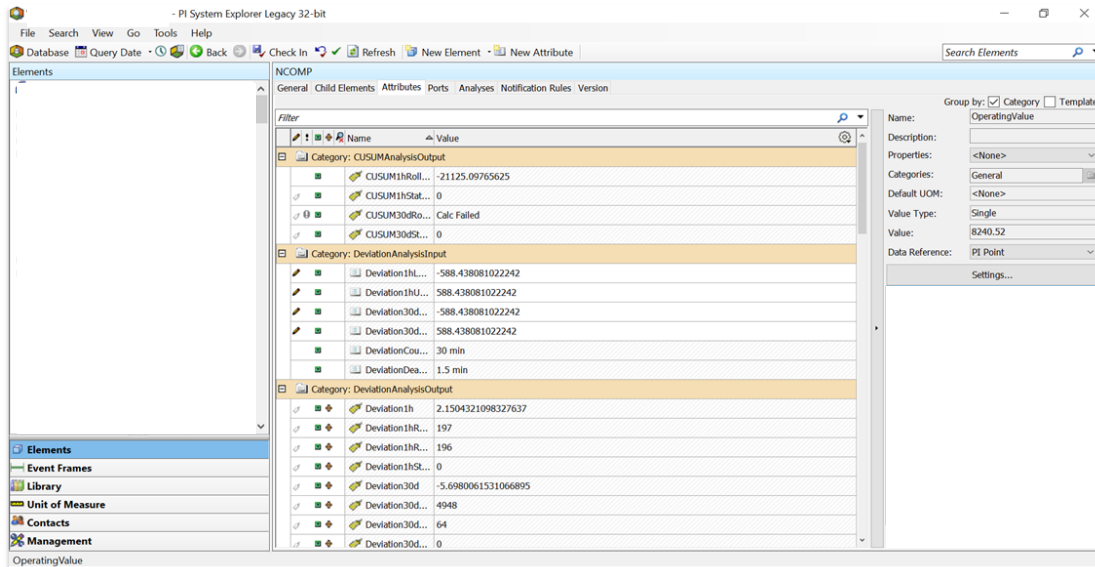 - PI System Explorer Legacy 32-bit
File Search View Go Tools Help
Database Query Date Back Check In Refresh New Element New Attribute Search Elements
Elements
NCOMP
General Child Elements Attributes Ports Analyses Notification Rules Version
Group by: Category Template
Filter
Name Value
Category: CUSUMAnalysisOutput
CUSUM1hRoll... -21125.09765625
CUSUM1hStat... 0
CUSUM30dRo... Calc Failed
CUSUM30dSt... 0
Category: DeviationAnalysisInput
Deviation1hL... -588.438081022242
Deviation1hU... 588.438081022242
Deviation30d... -588.438081022242
Deviation30d... 588.438081022242
DeviationCou... 30 min
DeviationDea... 1.5 min
Category: DeviationAnalysisOutput
Deviation1h 2.1504321098327637
Deviation1hR... 197
Deviation1hR... 196
Deviation1hSt... 0
Deviation30d -5.6980061531066895
Deviation30d... 4948
Deviation30d... 64
Deviation30d... 0
Name: OperatingValue
Description:
Properties: <None>
Categories: General
Default UOM: <None>
Value Type: Single
Value: 8240.52
Data Reference: PI Point
Settings...
Elements
Event Frames
Library
Unit of Measure
Contacts
Management
OperatingValue